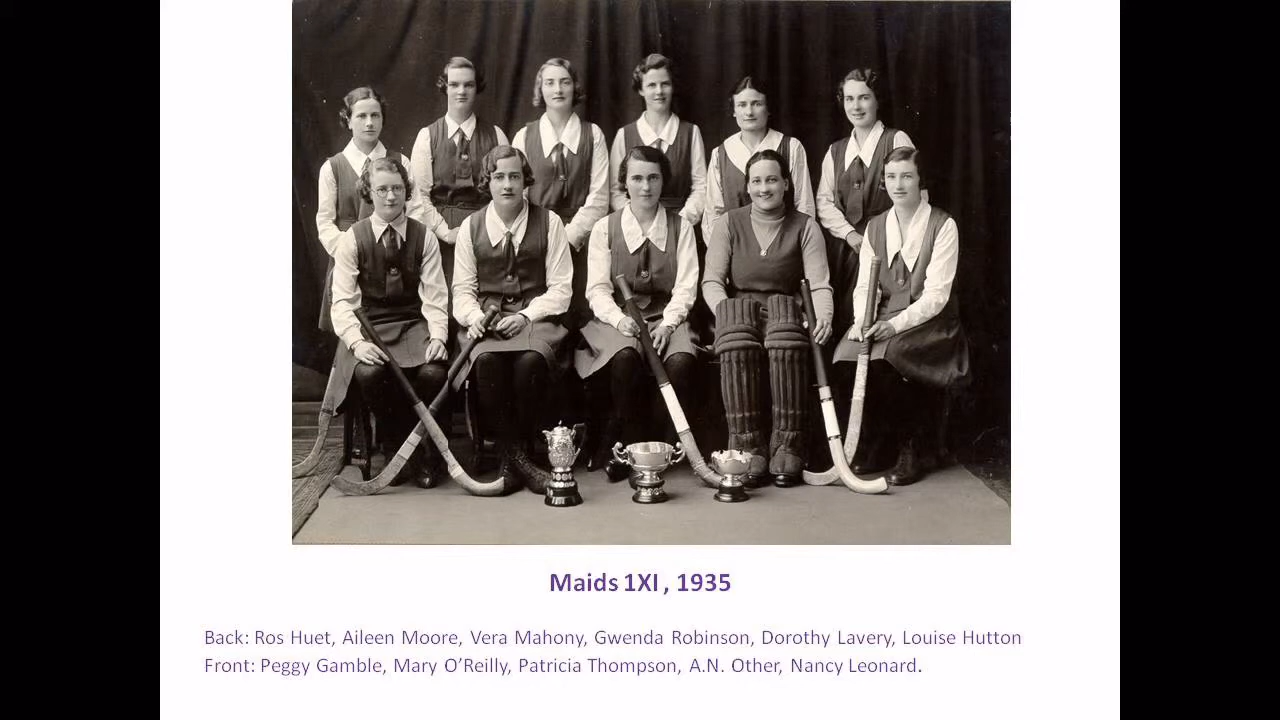 Maids 1XI , 1935
Back: Ros Huet, Aileen Moore, Vera Mahony, Gwenda Robinson, Dorothy Lavery, Louise Hutton
Front: Peggy Gamble, Mary O’Reilly, Patricia Thompson, A.N. Other, Nancy Leonard.